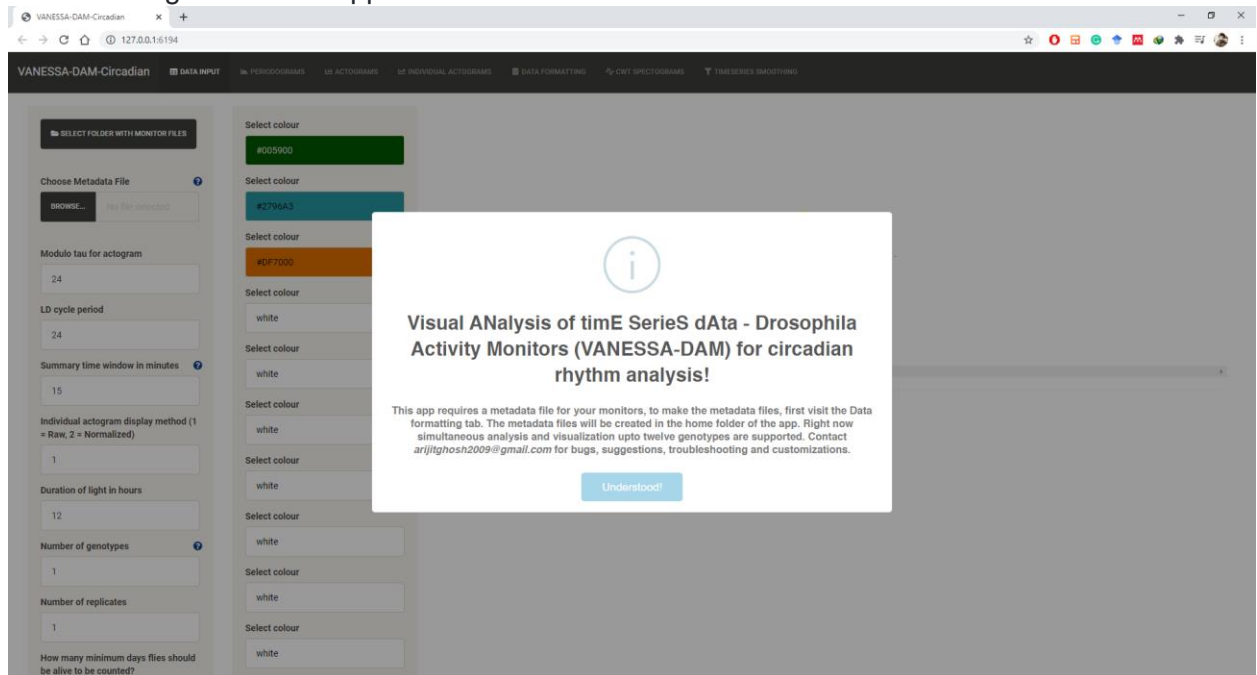 VANESSA-DAM-Circadian
127.0.0.1:6194
VANESSA-DAM-Circadian
DATA INPUT
PERIODOGRAMS
ACTOGRAMS
INDIVIDUAL ACTOGRAMS
DATA FORMATTING
CWT SPECTOGRAMS
TIMESERIES SMOOTHING
SELECT FOLDER WITH MONITOR FILES
Choose Metadata File
BROWSE...
No file selected
Modulo tau for actogram
24
LD cycle period
24
Summary time window in minutes
15
Individual actogram display method (1
= Raw, 2 = Normalized)
1
Duration of light in hours
12
Number of genotypes
1
Number of replicates
1
How many minimum days flies should
be alive to be counted?
Select colour
#005900
Select colour
#2796A3
Select colour
#DF7000
Select colour
white
Select colour
white
Select colour
white
Select colour
white
Select colour
white
Select colour
white
Select colour
white
Visual ANalysis of timE SerieS dAta - Drosophila
Activity Monitors (VANESSA-DAM) for circadian
rhythm analysis!
This app requires a metadata file for your monitors, to make the metadata files, first visit the Data
formatting tab. The metadata files will be created in the home folder of the app. Right now
simultaneous analysis and visualization upto twelve genotypes are supported. Contact
arijitghosh2009@gmail.com for bugs, suggestions, troubleshooting and customizations.
Understood!